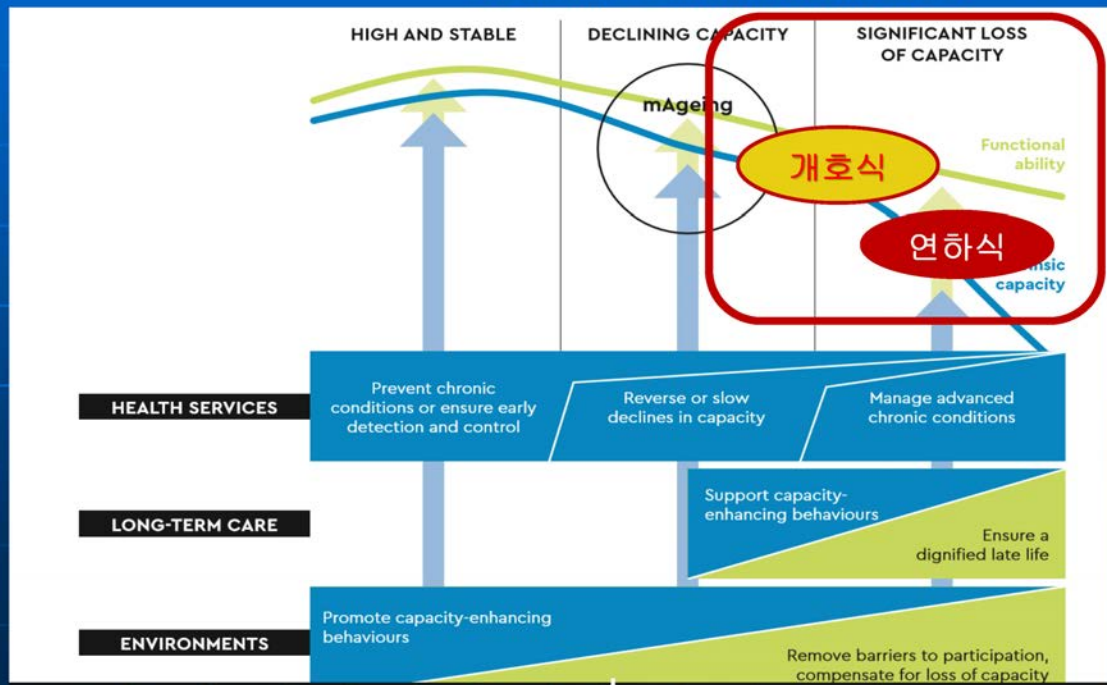 HIGH AND STABLE
DECLINING CAPACITY
SIGNIFICANT LOSS
OF CAPACITY
mAgeing
Functional
ability
개호식
연하식
capacity
HEALTH SERVICES
Prevent chronic
conditions or ensure early
detection and control
Reverse or slow
declines in capacity
Manage advanced
chronic conditions
LONG-TERM CARE
Support capacity-
enhancing behaviours
Ensure a
dignified late life
ENVIRONMENTS
Promote capacity-enhancing
behaviours
Remove barriers to participation,
compensate for loss of capacity